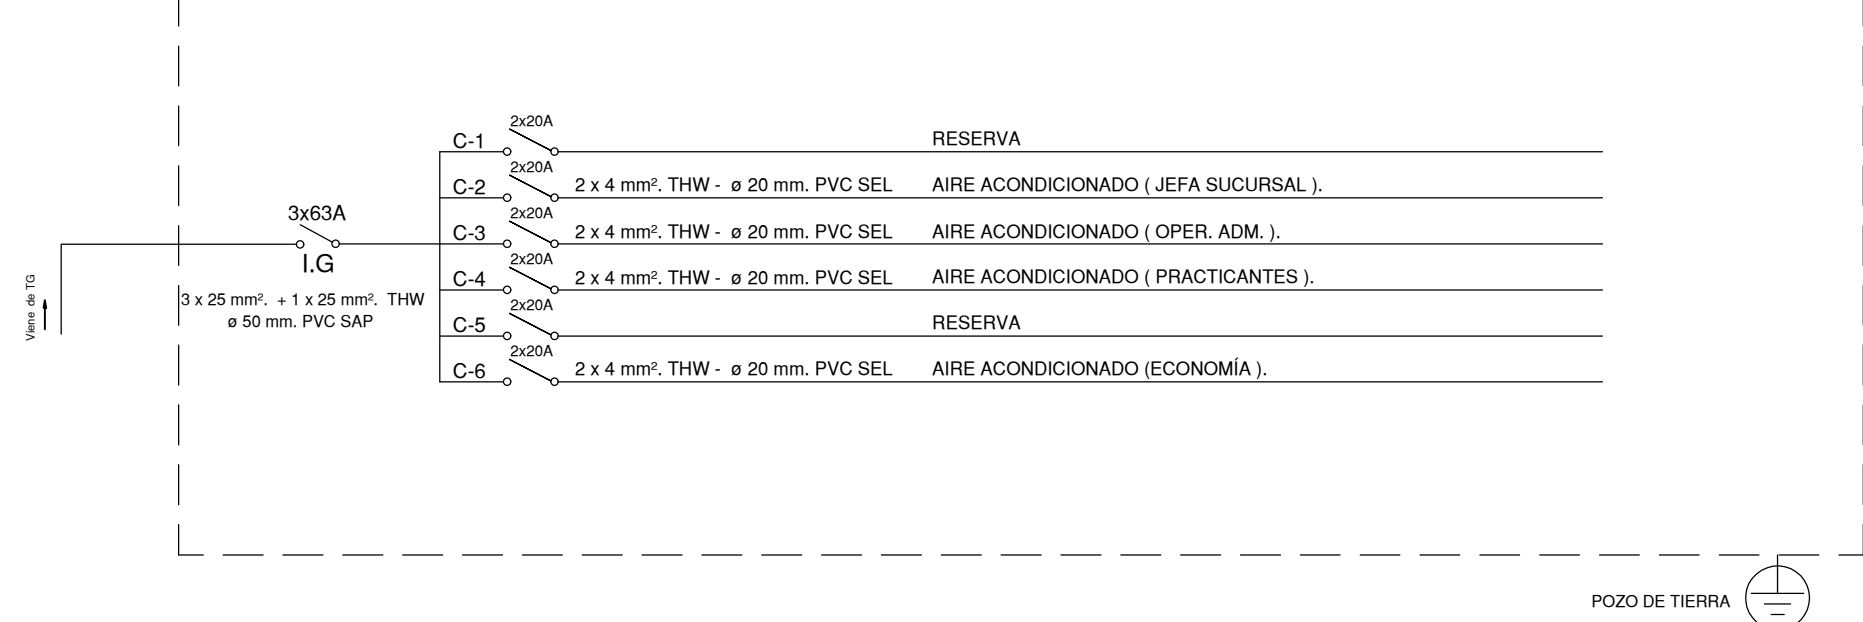 2x20A
C-1 RESERVA
2x20A
C-2 2 x 4 mm². THW - ø 20 mm. PVC SEL AIRE ACONDICIONADO ( JEFA SUCURSAL ).
3x63A
I.G
2x20A
C-3 2 x 4 mm². THW - ø 20 mm. PVC SEL AIRE ACONDICIONADO ( OPER. ADM. ).
2x20A
C-4 2 x 4 mm². THW - ø 20 mm. PVC SEL AIRE ACONDICIONADO ( PRACTICANTES ).
Viene de TG
3 x 25 mm². + 1 x 25 mm². THW
ø 50 mm. PVC SAP
2x20A
C-5 RESERVA
2x20A
C-6 2 x 4 mm². THW - ø 20 mm. PVC SEL AIRE ACONDICIONADO (ECONOMÍA ).
POZO DE TIERRA